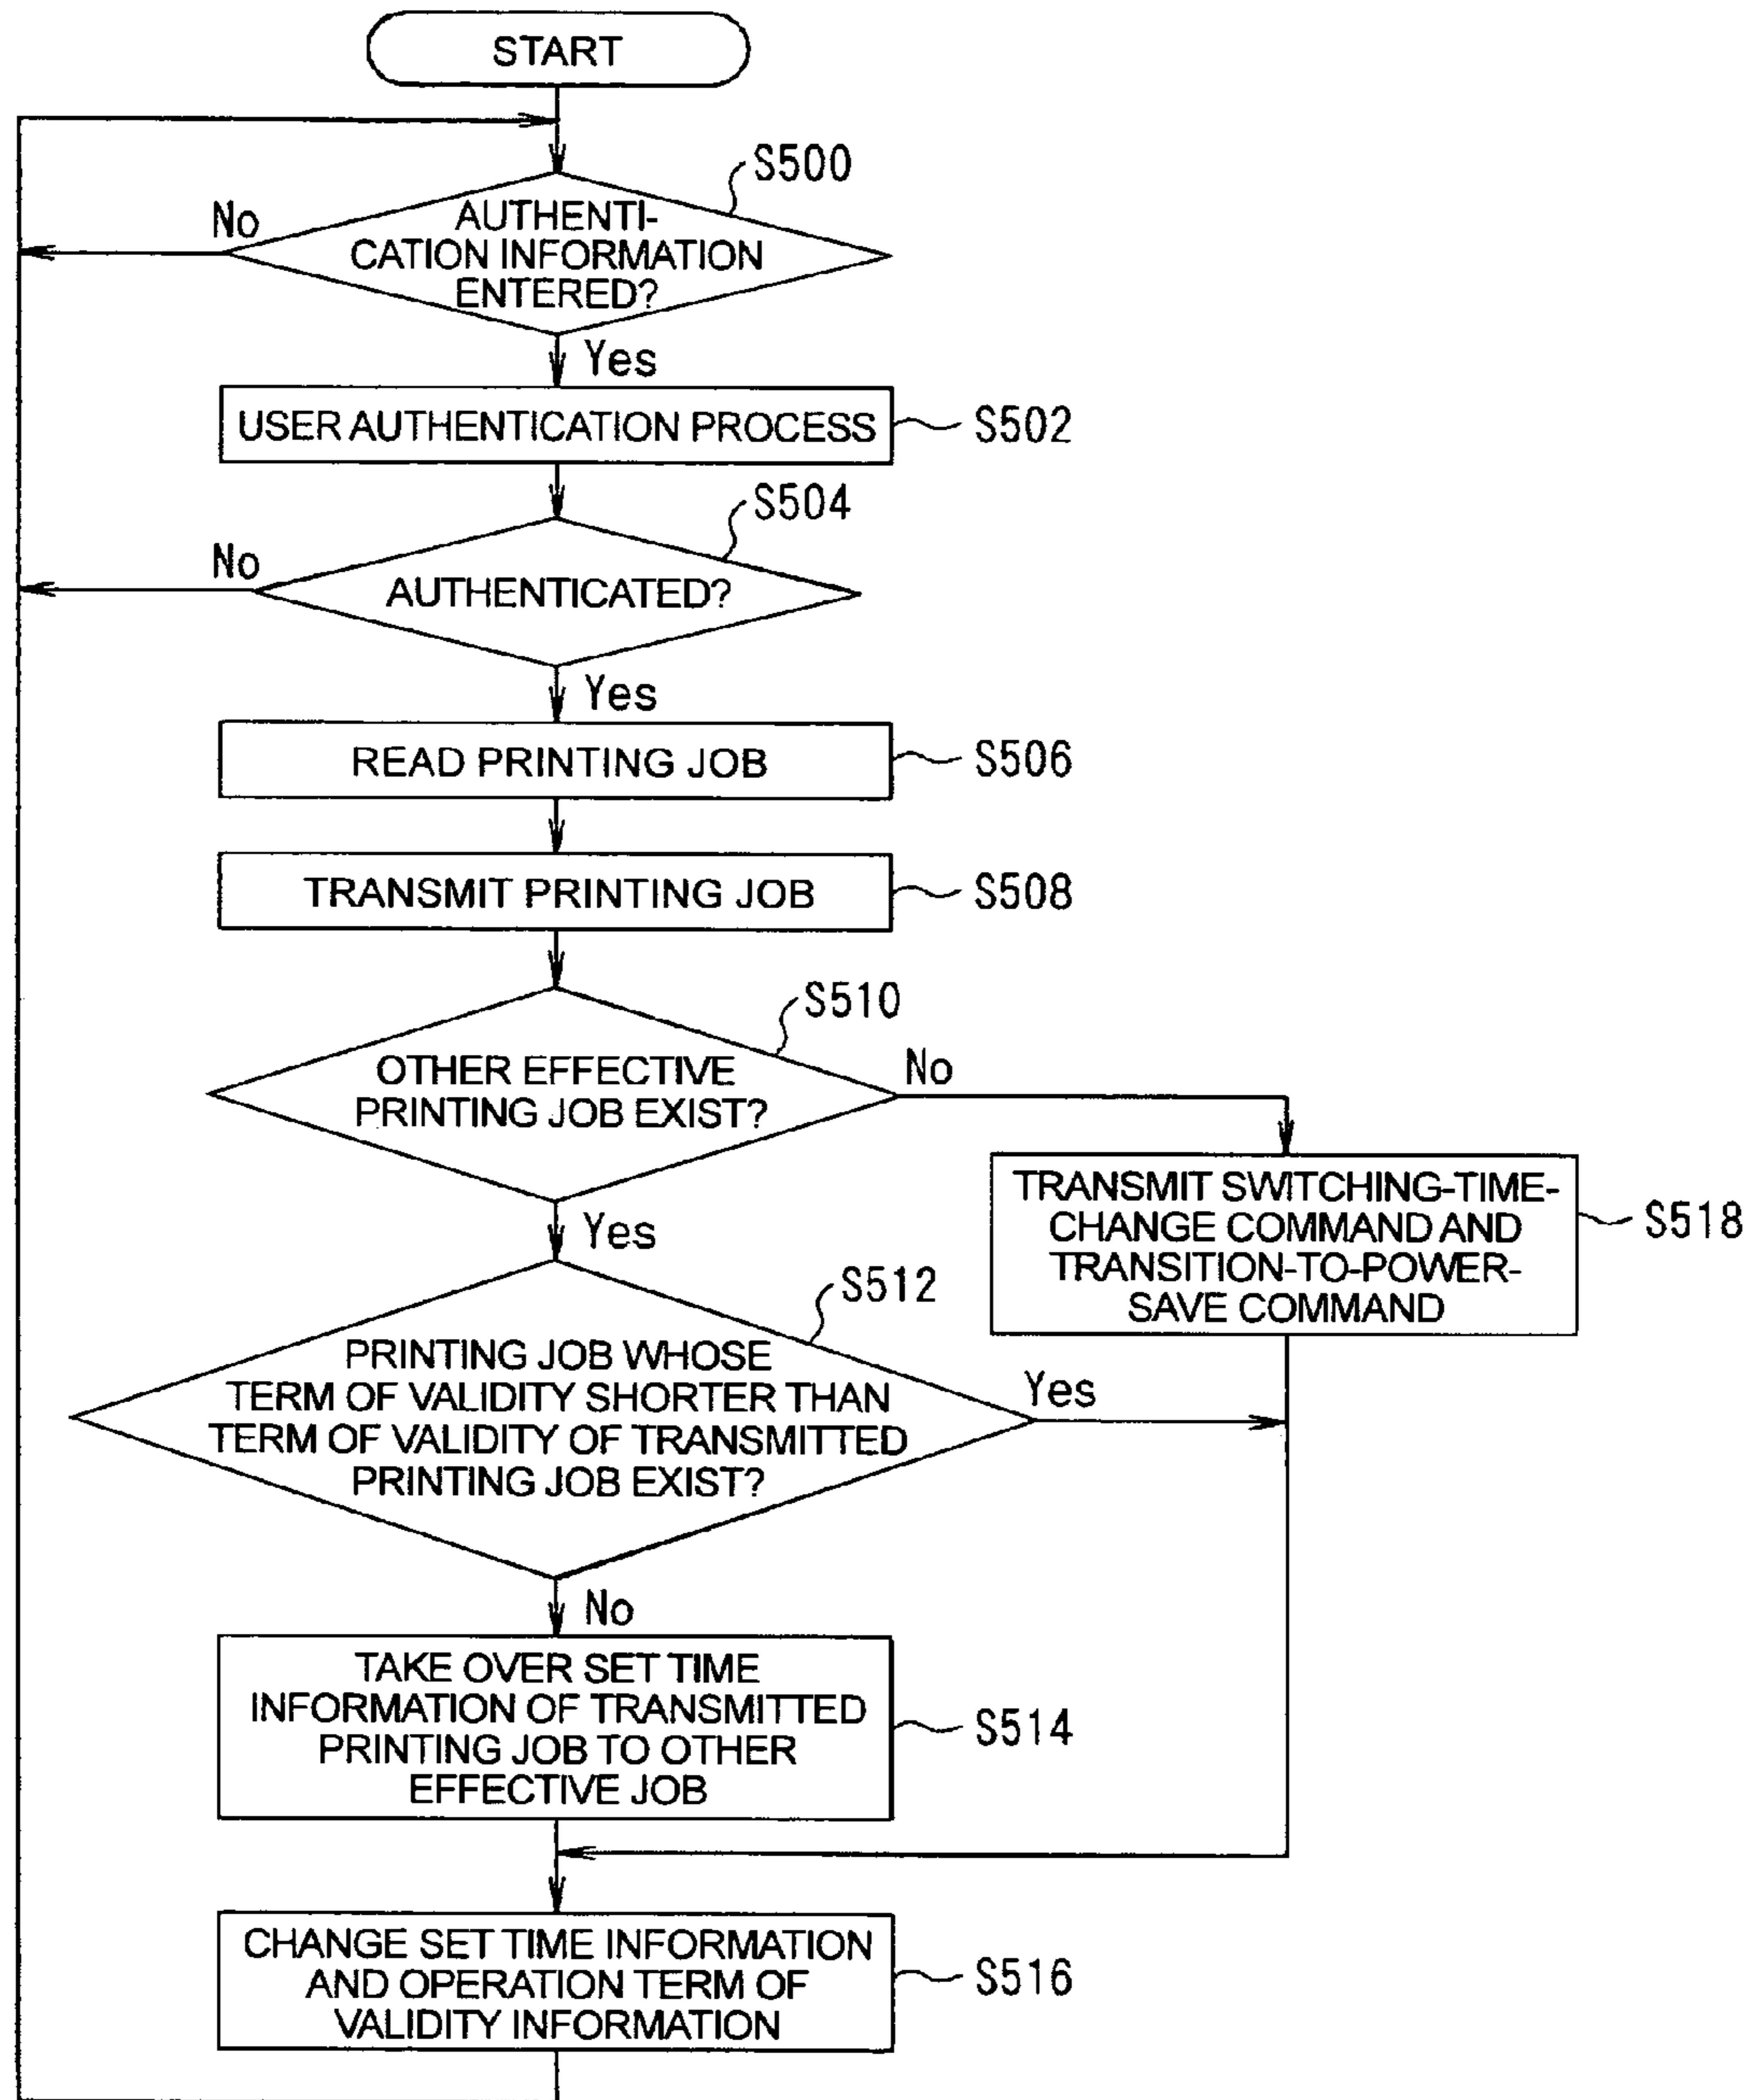 START
S500
No
AUTHENTI-
CATION INFORMATION
ENTERED?
Yes
USER AUTHENTICATION PROCESS
S502
S504
No
AUTHENTICATED?
Yes
READ PRINTING JOB
S506
TRANSMIT PRINTING JOB
S508
S510
OTHER EFFECTIVE
PRINTING JOB EXIST?
No
Yes
TRANSMIT SWITCHING-TIME-
CHANGE COMMAND AND
TRANSITION-TO-POWER-
SAVE COMMAND
S518
S512
PRINTING JOB WHOSE
TERM OF VALIDITY SHORTER THAN
TERM OF VALIDITY OF TRANSMITTED
PRINTING JOB EXIST?
Yes
No
TAKE OVER SET TIME
INFORMATION OF TRANSMITTED
PRINTING JOB TO OTHER
EFFECTIVE JOB
S514
CHANGE SET TIME INFORMATION
AND OPERATION TERM OF
VALIDITY INFORMATION
S516